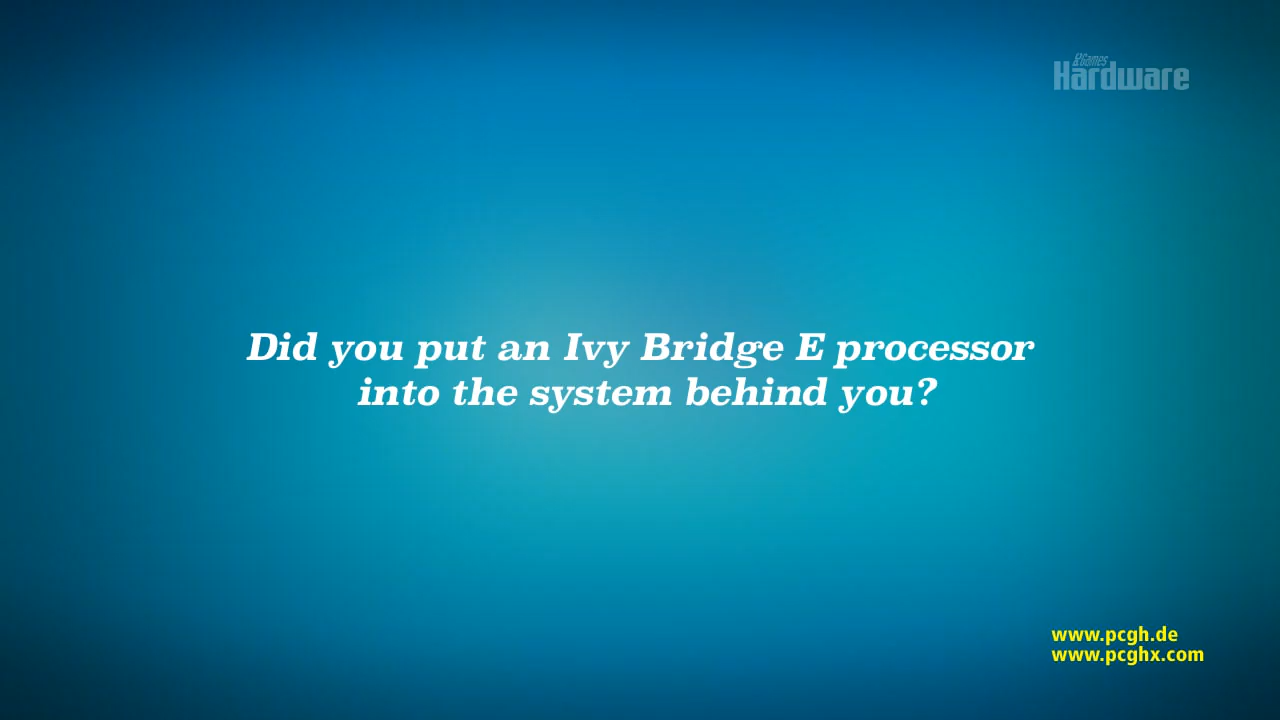 &Games
Hardware
Did you put an Ivy Bridge E processor
into the system behind you?
www.pcgh.de
www.pcghx.com